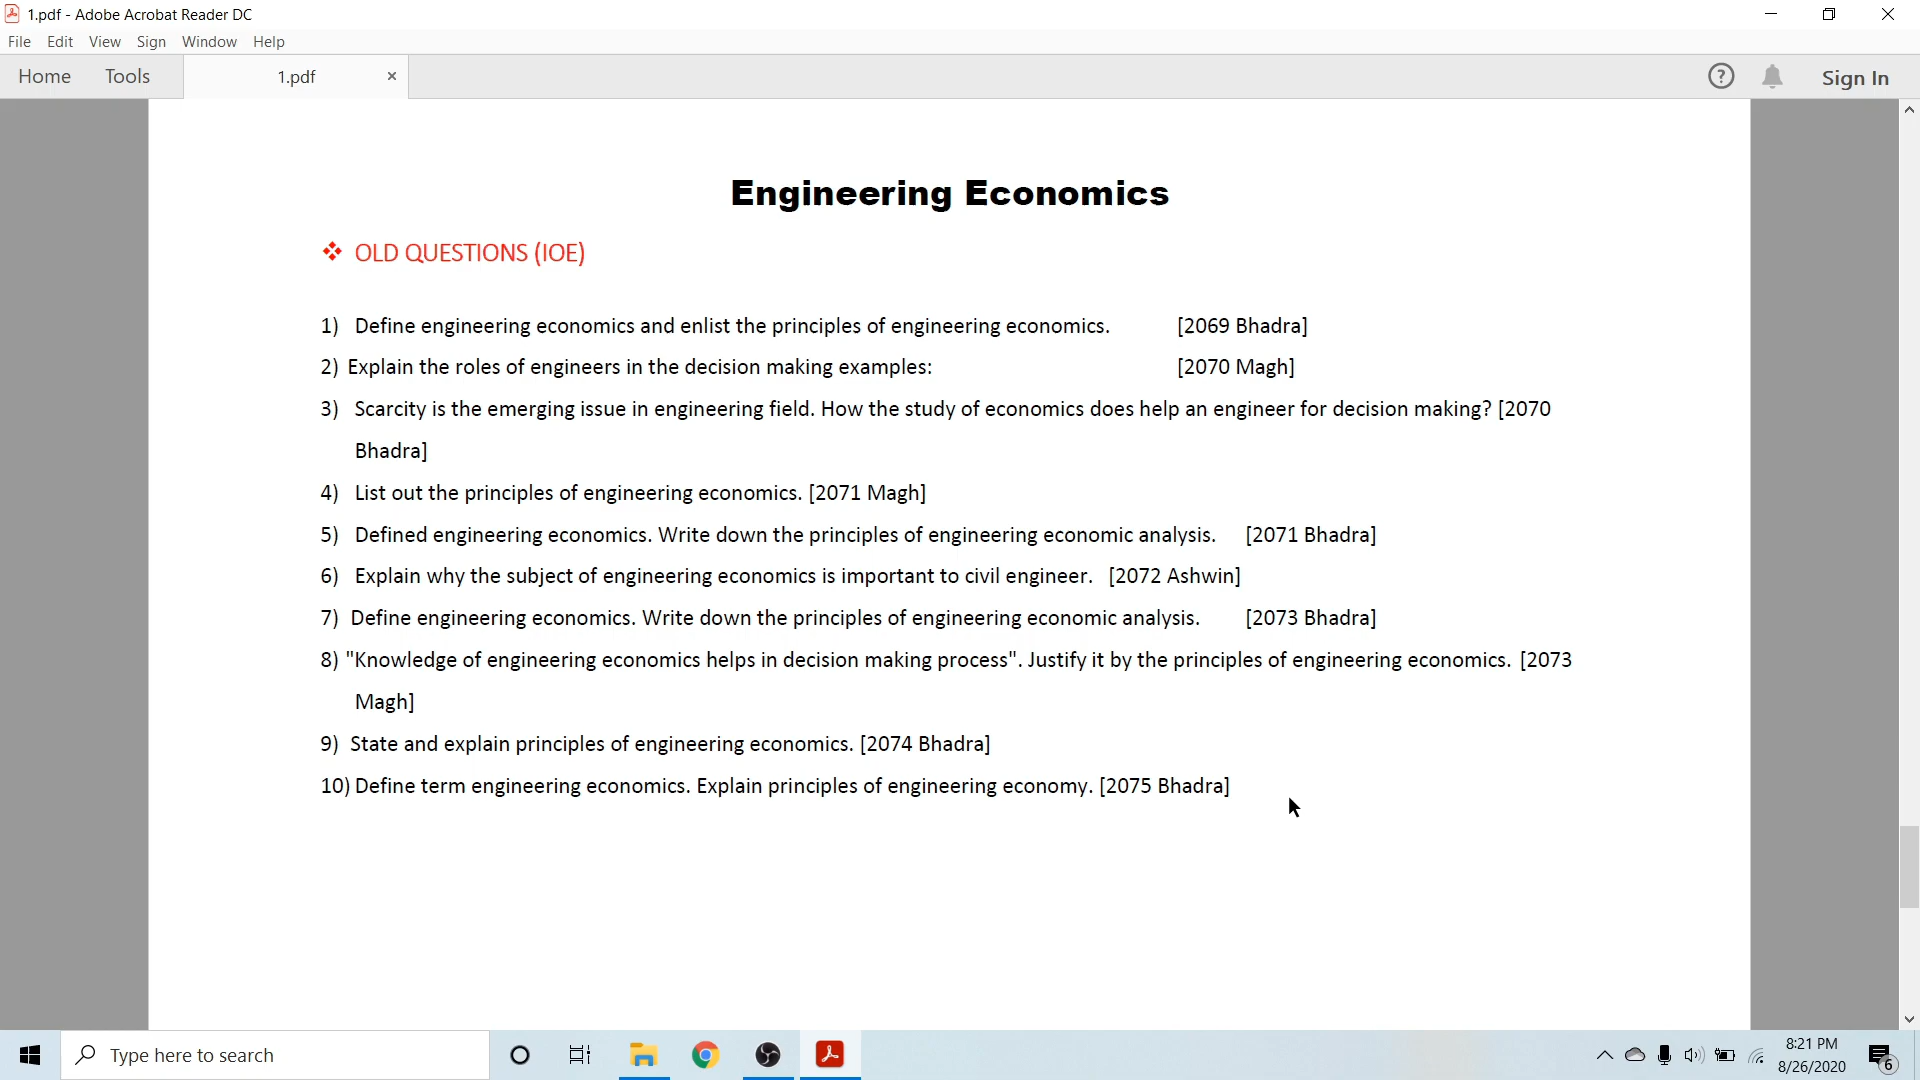 1.pdf - Adobe Acrobat Reader DC
File Edit View Sign Window Help
Home Tools 1.pdf × ? Sign In
Engineering Economics
❖ OLD QUESTIONS (IOE)
1) Define engineering economics and enlist the principles of engineering economics. [2069 Bhadra]
2) Explain the roles of engineers in the decision making examples: [2070 Magh]
3) Scarcity is the emerging issue in engineering field. How the study of economics does help an engineer for decision making? [2070
Bhadra]
4) List out the principles of engineering economics. [2071 Magh]
5) Defined engineering economics. Write down the principles of engineering economic analysis. [2071 Bhadra]
6) Explain why the subject of engineering economics is important to civil engineer. [2072 Ashwin]
7) Define engineering economics. Write down the principles of engineering economic analysis. [2073 Bhadra]
8) "Knowledge of engineering economics helps in decision making process". Justify it by the principles of engineering economics. [2073
Magh]
9) State and explain principles of engineering economics. [2074 Bhadra]
10) Define term engineering economics. Explain principles of engineering economy. [2075 Bhadra]
Type here to search
8:21 PM
8/26/2020
6